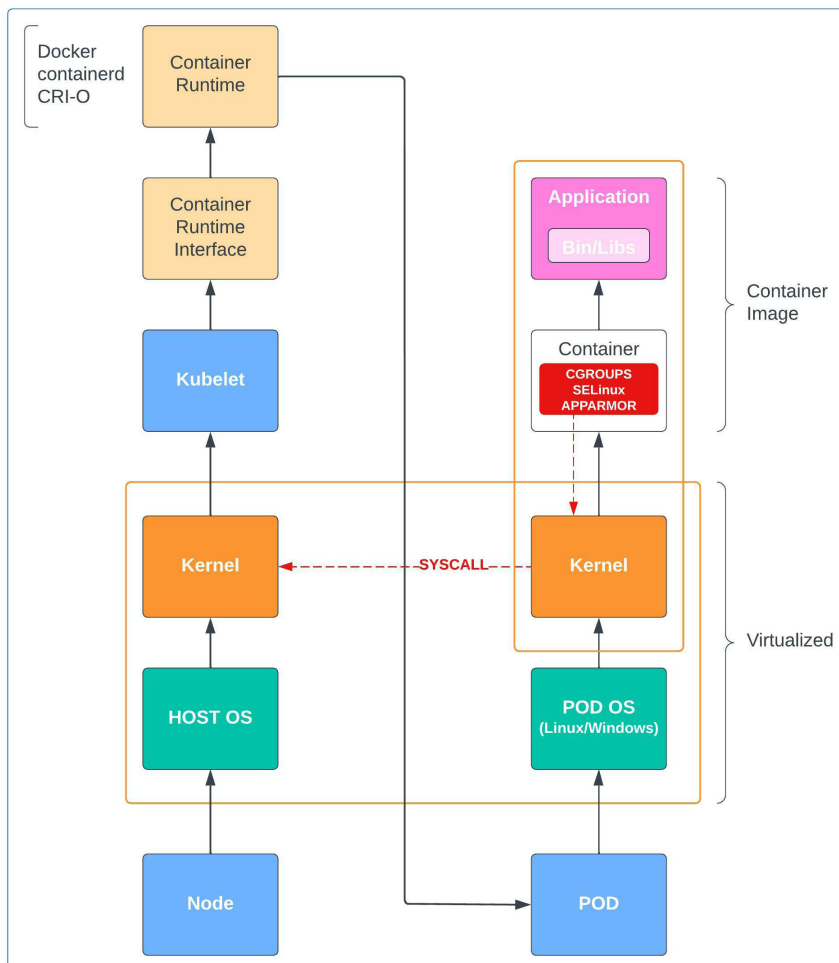 Docker
containerd
CRI-O
Container
Runtime
Container
Runtime
Interface
Kubelet
Kernel
HOST OS
Node
Application
Bin/Libs
Container
CGROUPS
SELinux
APPARMOR
SYSCALL
Kernel
POD OS
(Linux/Windows)
POD
Container
Image
Virtualized